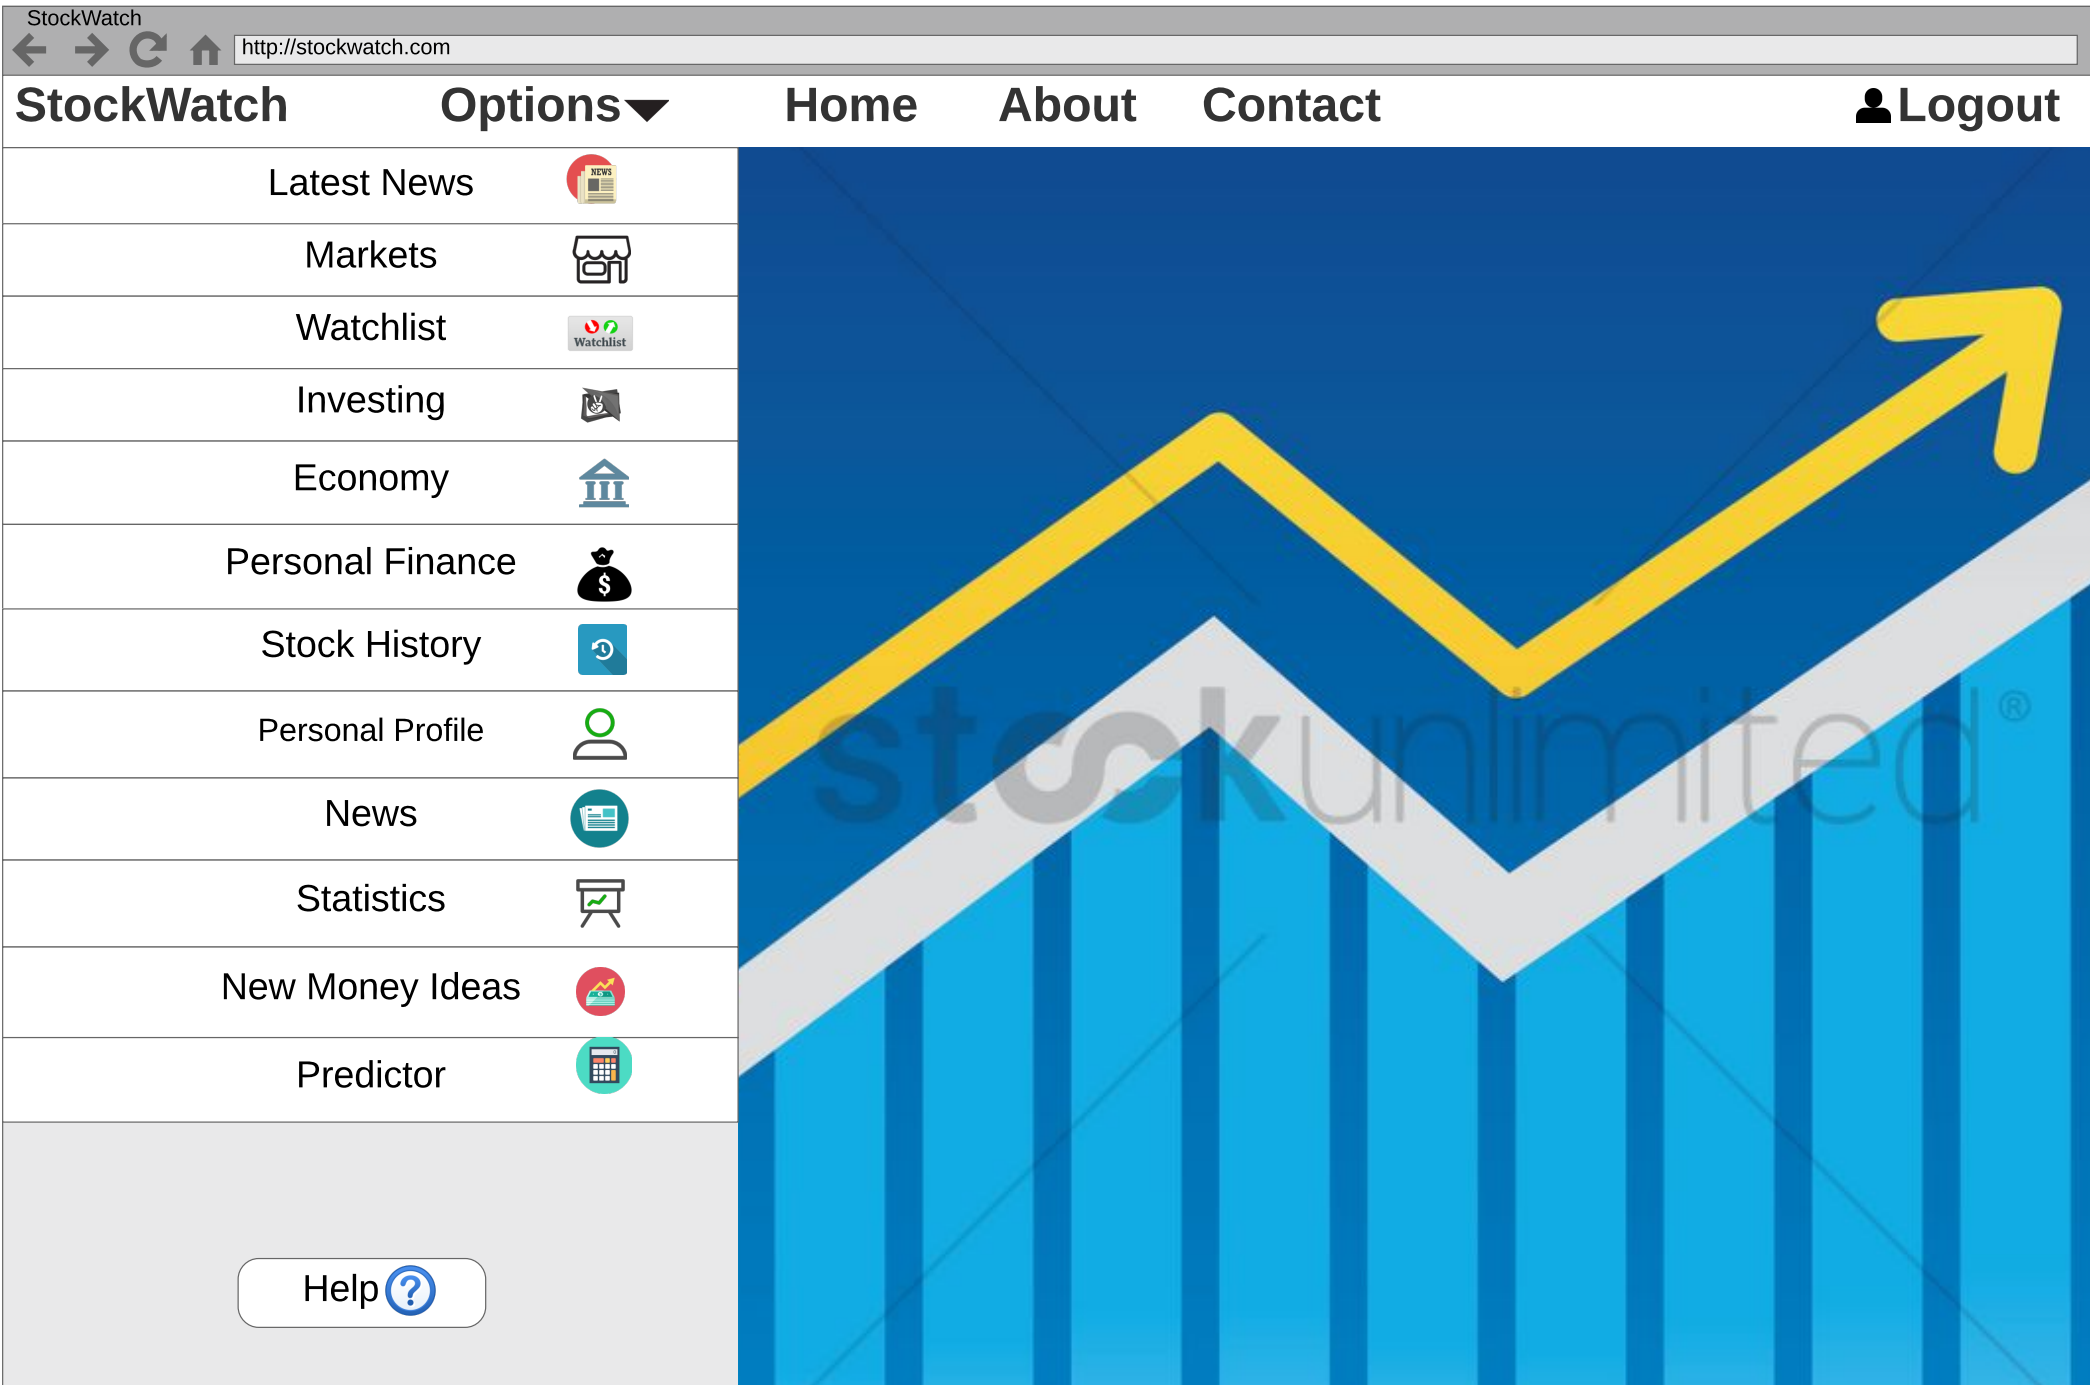 StockWatch
http://stockwatch.com
StockWatch Options Home About Contact Logout
Latest News
NEWS
Markets
Watchlist
Watchlist
Investing
Economy
Personal Finance
$
Stock History
Personal Profile
News
Statistics
New Money Ideas
Predictor
Help ?
stockunlimited®